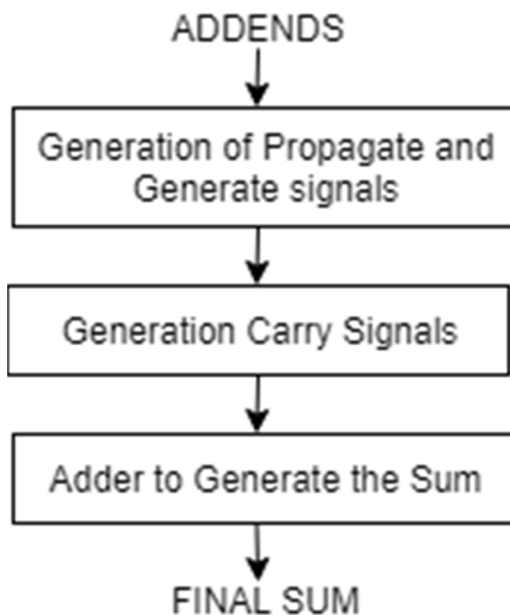 ADDENDS
Generation of Propagate and
Generate signals
Generation Carry Signals
Adder to Generate the Sum
FINAL SUM